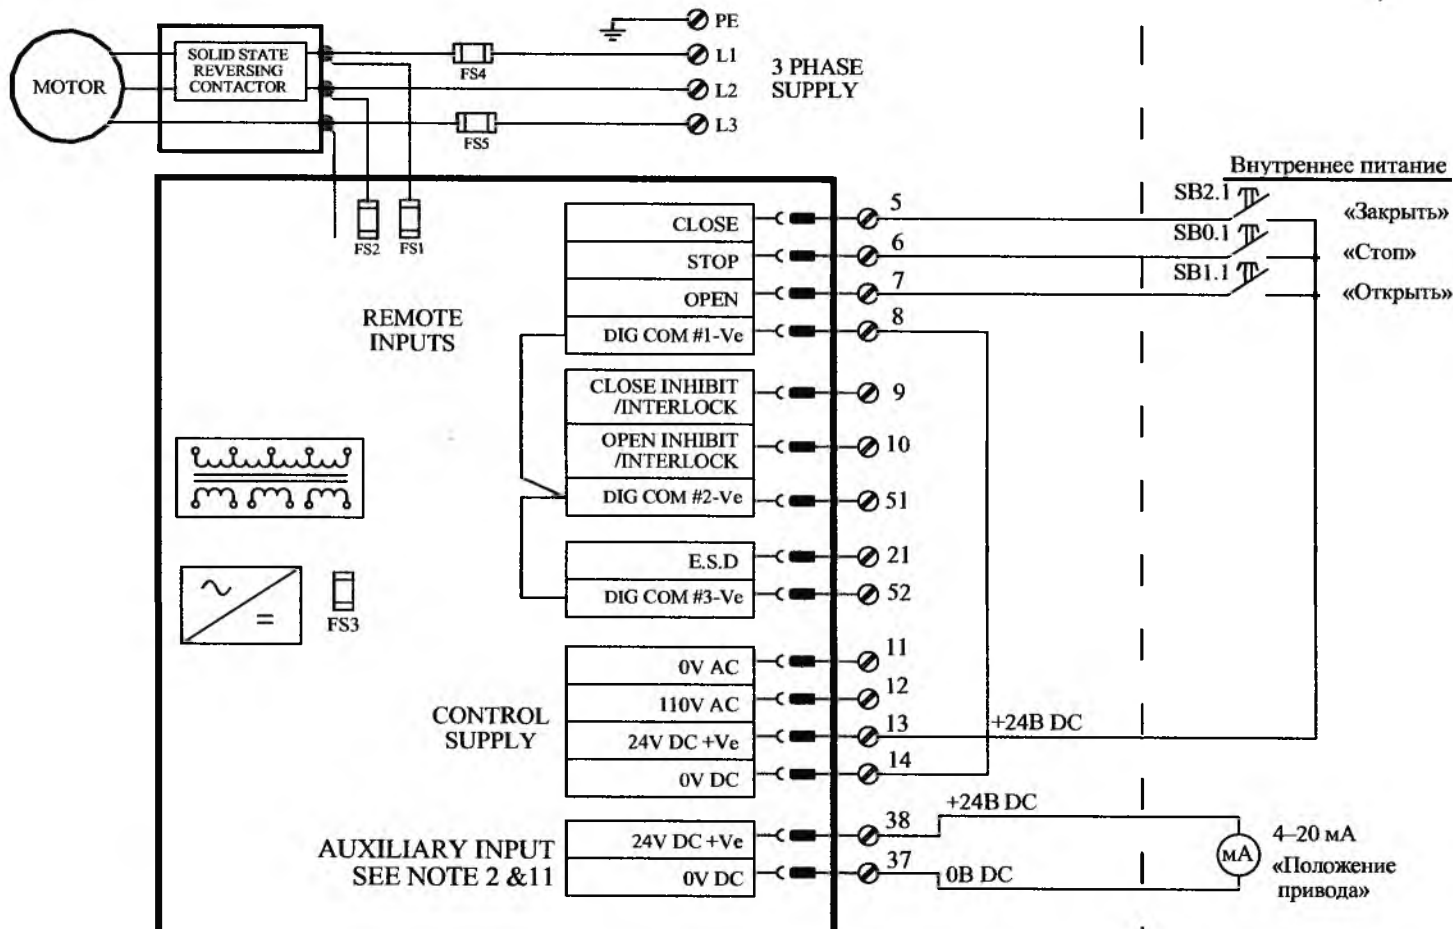 PE
L1
FS4
3 PHASE
SUPPLY
L2
L3
FS5
MOTOR
SOLID STATE
REVERSING
CONTACTOR
FS2
FS1
Внутреннее питание
CLOSE
5
SB2.1
«Закрыть»
STOP
6
SB0.1
«Стоп»
OPEN
7
SB1.1
«Открыть»
REMOTE
INPUTS
DIG COM #1-Ve
8
CLOSE INHIBIT
/INTERLOCK
9
OPEN INHIBIT
/INTERLOCK
10
DIG COM #2-Ve
51
E.S.D
21
DIG COM #3-Ve
52
~
=
FS3
CONTROL
SUPPLY
0V AC
11
110V AC
12
24V DC +Ve
13
+24В DC
0V DC
14
AUXILIARY INPUT
SEE NOTE 2 &11
24V DC +Ve
38
+24В DC
0V DC
37
0В DC
мА
4–20 мА
«Положение
привода»